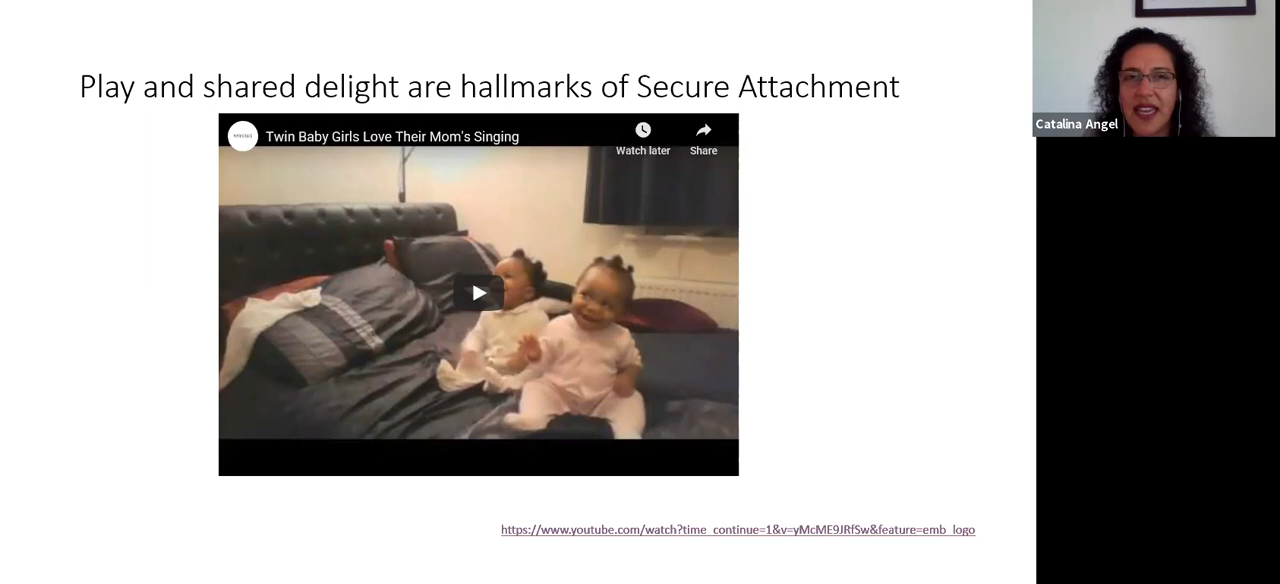 Play and shared delight are hallmarks of Secure Attachment
Twin Baby Girls Love Their Mom's Singing
Watch later
Share
Catalina Angel
https://www.youtube.com/watch?time_continue=1&v=yMcME9JRfSw&feature=emb_logo